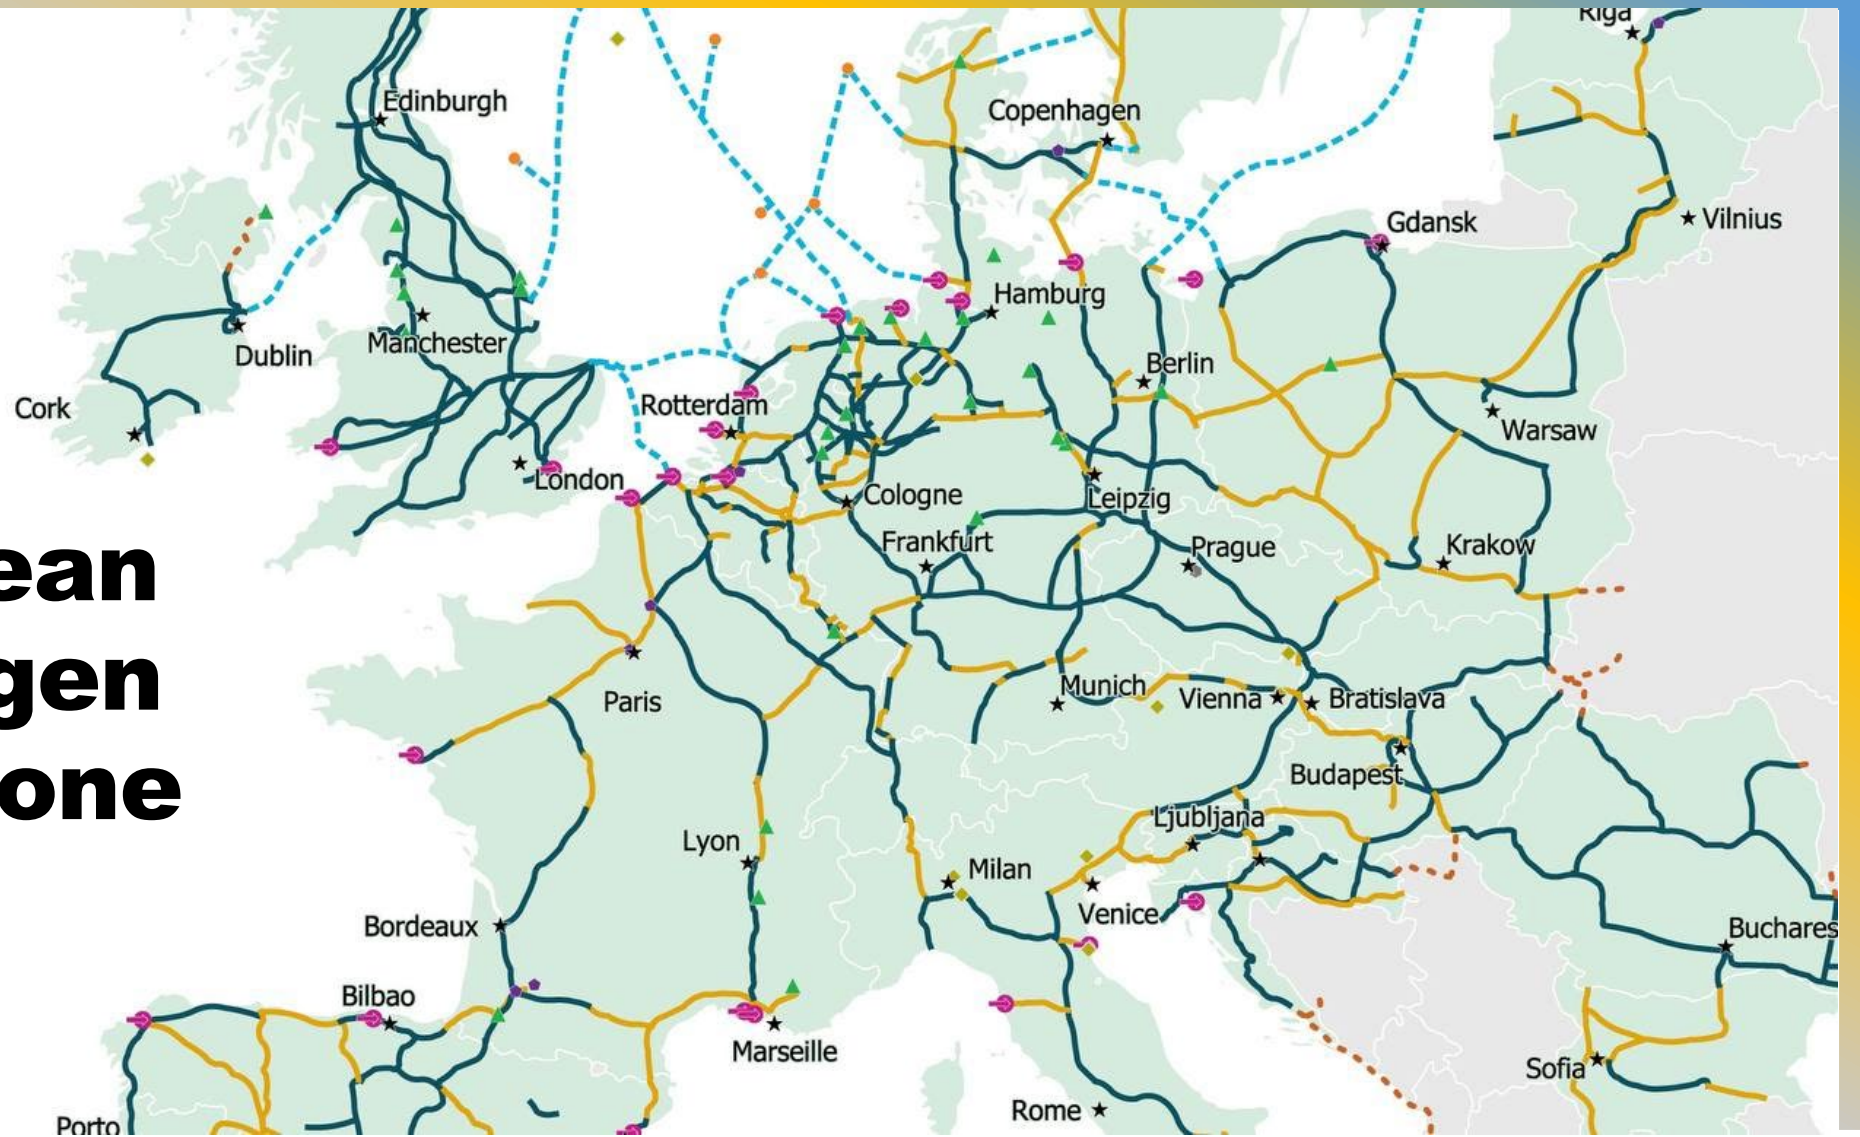 Riga
Edinburgh
Copenhagen
Vilnius
Gdansk
Hamburg
Dublin
Manchester
Berlin
Cork
Rotterdam
Warsaw
London
Cologne
Leipzig
Frankfurt
Prague
Krakow
ean
gen
one
Paris
Munich
Vienna
Bratislava
Budapest
Ljubljana
Lyon
Milan
Venice
Bordeaux
Buchares
Bilbao
Marseille
Sofia
Rome
Porto